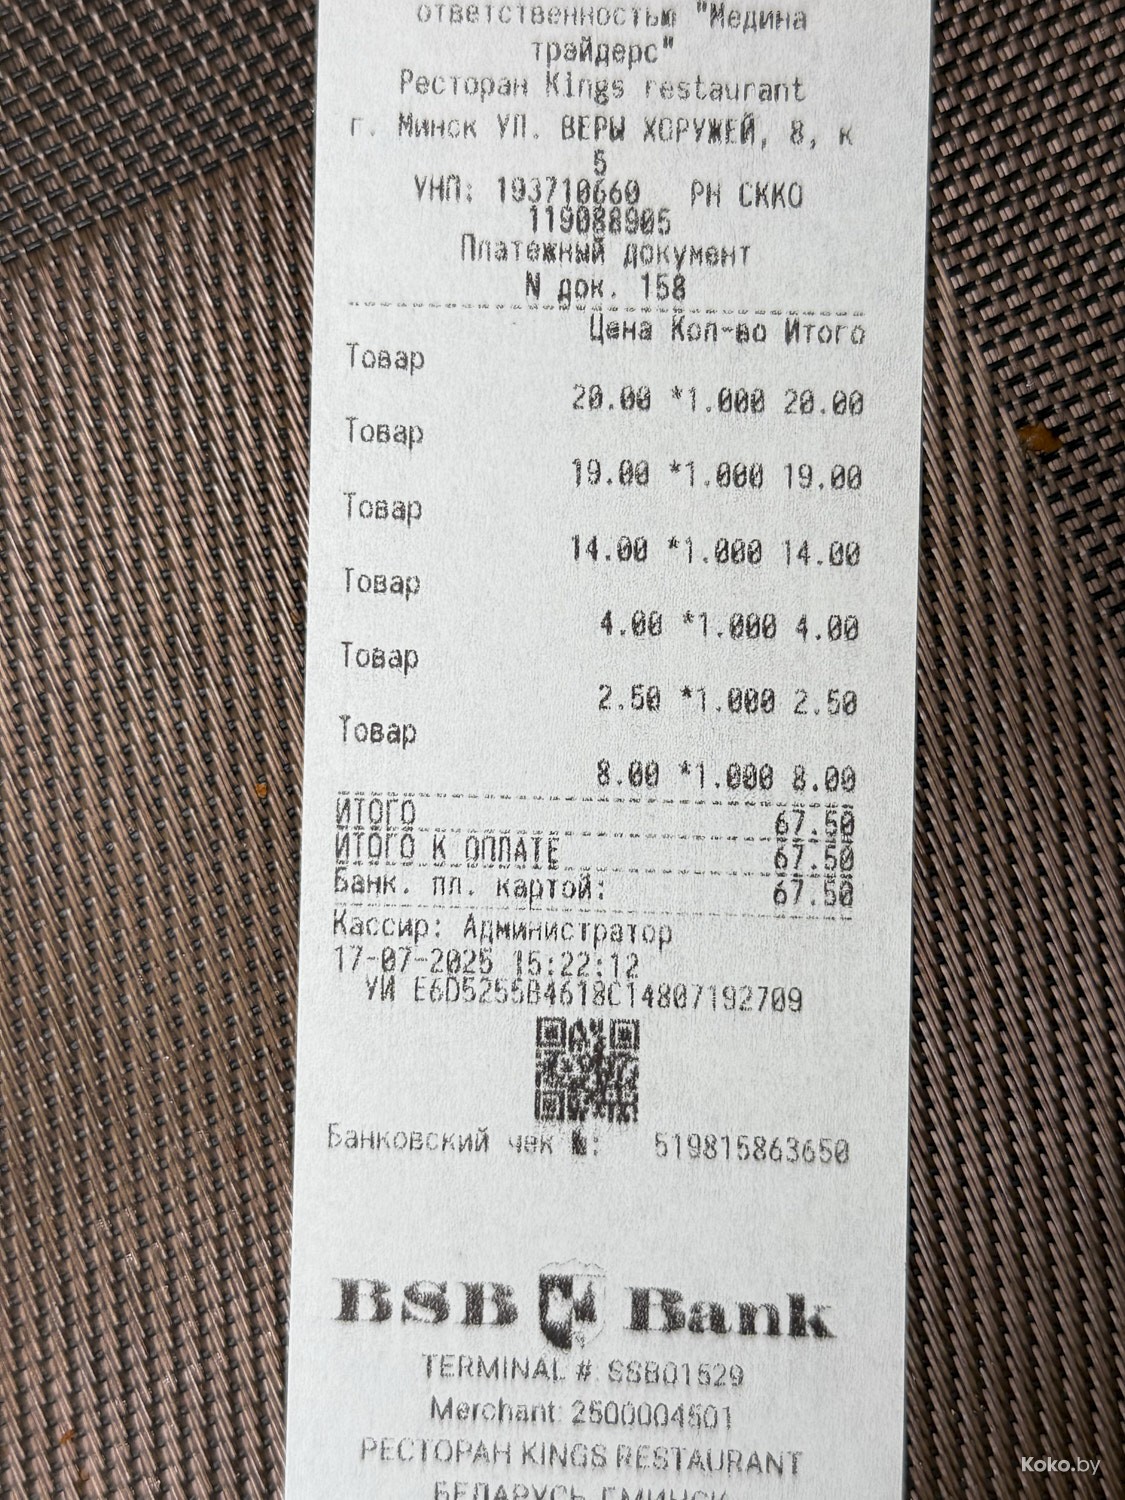 ответственностью "Медина
трайдерс"
Ресторан Kings restaurant
г. Минск УЛ. ВЕРЫ ХОРУЖЕЙ, 8, к
5
УНП: 193710660 РН СККО
119088905
Платежный документ
N док. 158
Цена Кол-во Итого
Товар
20.00 *1.000 20.00
Товар
19.00 *1.000 19.00
Товар
14.00 *1.000 14.00
Товар
4.00 *1.000 4.00
Товар
2.50 *1.000 2.50
Товар
8.00 *1.000 8.00
ИТОГО 67.50
ИТОГО К ОПЛАТЕ 67.50
Банк. пл. картой: 67.50
Кассир: Администратор
17-07-2025 15:22:12
УИ E6D5255B4618C14807192709
Банковский чек №: 519815863650
BSB Bank
TERMINAL #: SSB01529
Merchant: 2500004501
РЕСТОРАН KINGS RESTAURANT
БЕЛАРУСЬ Г.МИНСК
Koko.by